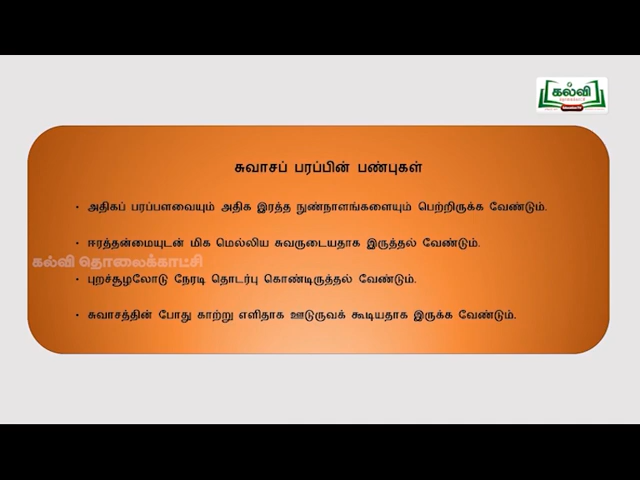 கல்வி
சுவாசப் பரப்பின் பண்புகள்
• அதிகப் பரப்பளவையும் அதிக இரத்த நுண்நாளங்களையும் பெற்றிருக்க வேண்டும்.
• ஈரத்தன்மையுடன் மிக மெல்லிய சுவருடையதாக இருத்தல் வேண்டும்.
கல்வி தொலைக்காட்சி
• புறச்சூழலோடு நேரடி தொடர்பு கொண்டிருத்தல் வேண்டும்.
• சுவாசத்தின் போது காற்று எளிதாக ஊடுருவக் கூடியதாக இருக்க வேண்டும்.